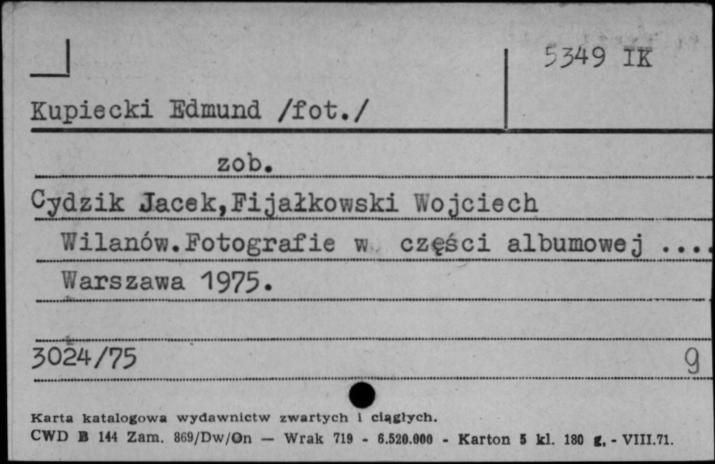 5349 IK
Kupiecki Edmund /fot./
zob.
Cydzik Jacek,Fijałkowski Wojciech
Wilanów.Fotografie w części albumowej ....
Warszawa 1975.
3024/75 9
Karta katalogowa wydawnictw zwartych i ciągłych.
CWD B 144 Zam. 869/Dw/On — Wrak 719 - 6.520.000 - Karton 5 kl. 180 g. - VIII.71.